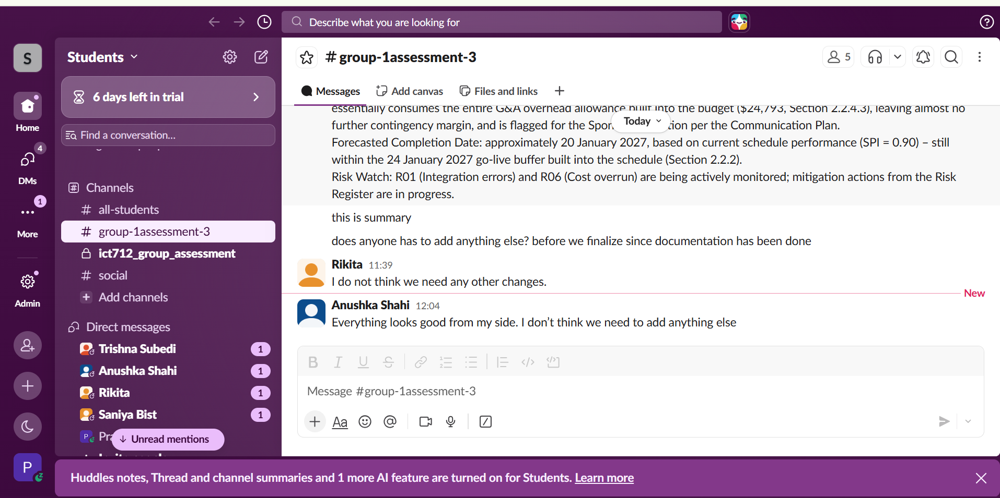 Describe what you are looking for
S
Students
6 days left in trial
Find a conversation...
Home
4
DMs
1
More
Admin
P
Channels
# all-students
# group-1assessment-3
ict712_group_assessment
# social
+ Add channels
Direct messages
Trishna Subedi 1
Anushka Shahi 1
Rikita 1
Saniya Bist 1
P Pra
Unread mentions
# group-1assessment-3
5
Messages
Add canvas
Files and links
essentially consumes the entire G&A overhead allowance built into the budget ($24,793, Section 2.2.4.3), leaving almost no
Today
further contingency margin, and is flagged for the Spon tion per the Communication Plan.
Forecasted Completion Date: approximately 20 January 2027, based on current schedule performance (SPI = 0.90) – still
within the 24 January 2027 go-live buffer built into the schedule (Section 2.2.2).
Risk Watch: R01 (Integration errors) and R06 (Cost overrun) are being actively monitored; mitigation actions from the Risk
Register are in progress.
this is summary
does anyone has to add anything else? before we finalize since documentation has been done
Rikita 11:39
I do not think we need any other changes.
New
Anushka Shahi 12:04
Everything looks good from my side. I don’t think we need to add anything else
Message #group-1assessment-3
Aa
Huddles notes, Thread and channel summaries and 1 more AI feature are turned on for Students. Learn more